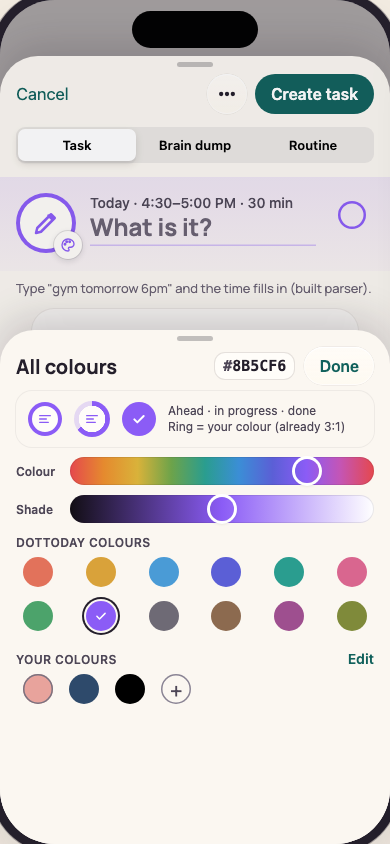 Cancel
•••
Create task
Task
Brain dump
Routine
Today · 4:30–5:00 PM · 30 min
What is it?
Type "gym tomorrow 6pm" and the time fills in (built parser).
All colours
#8B5CF6
Done
Ahead · in progress · done
Ring = your colour (already 3:1)
Colour
Shade
DOTTODAY COLOURS
YOUR COLOURS
Edit
+